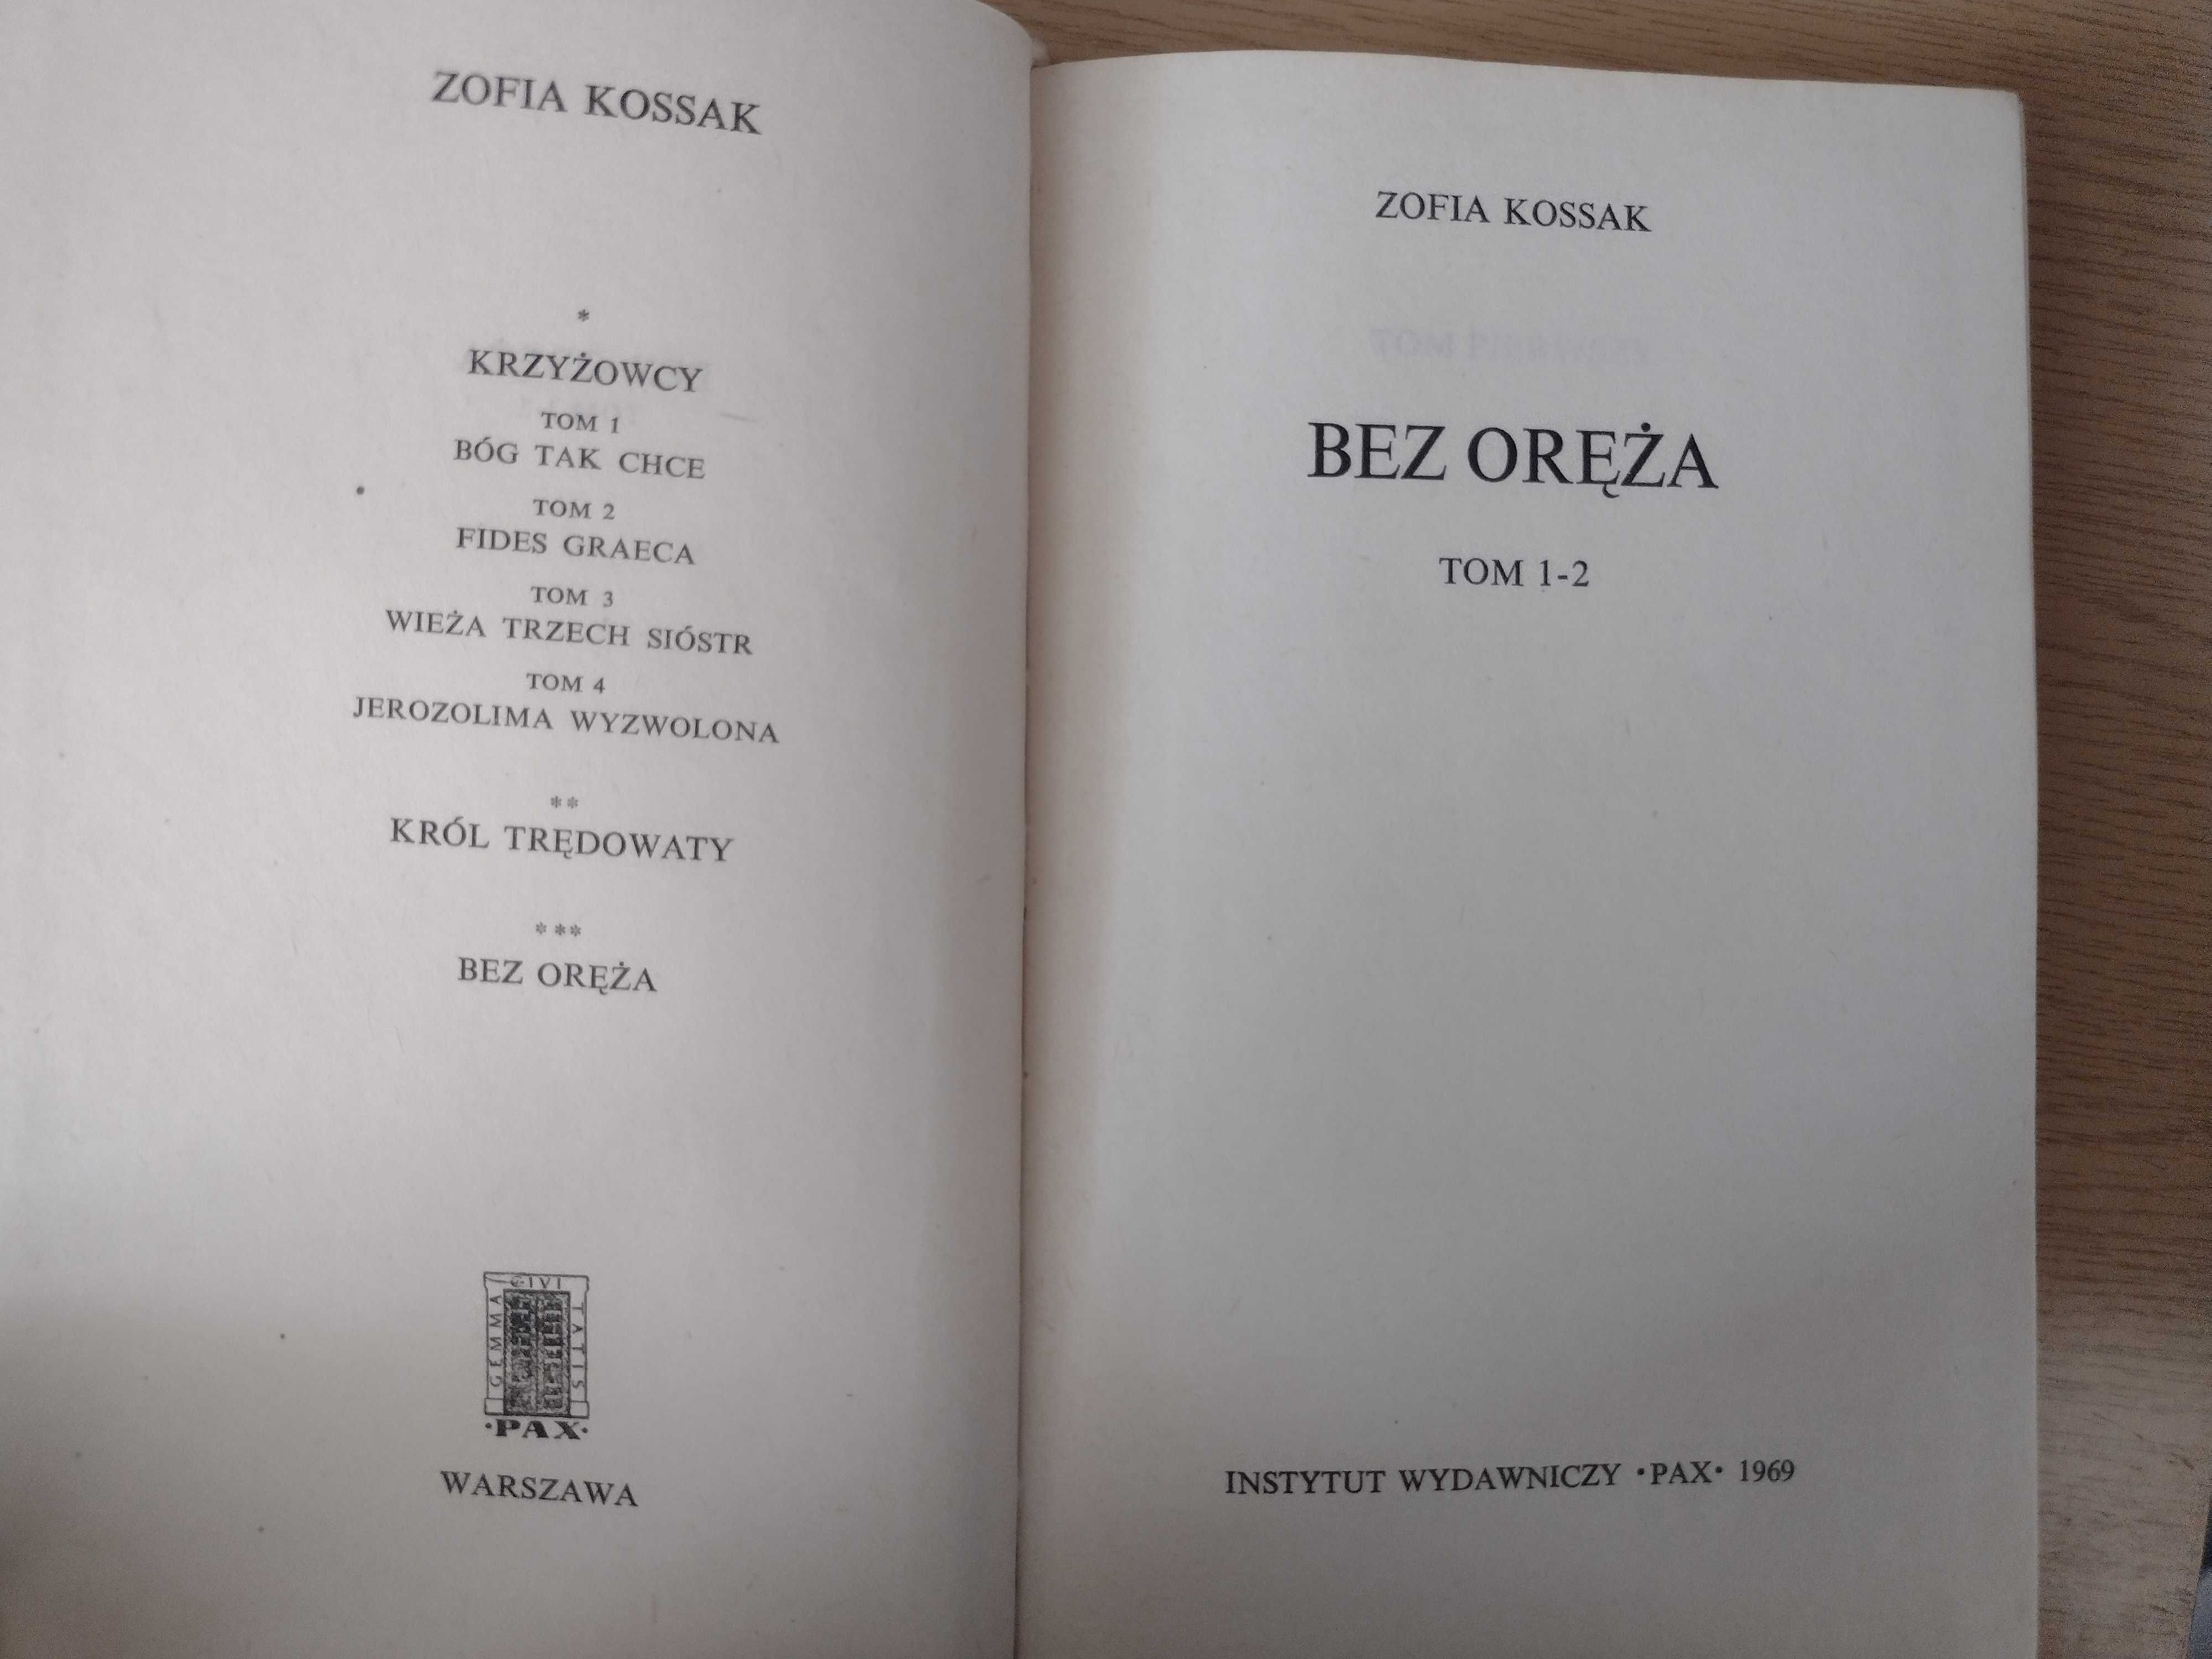 ZOFIA KOSSAK
*
KRZYŻOWCY
TOM 1
BÓG TAK CHCE
TOM 2
FIDES GRAECA
TOM 3
WIEŻA TRZECH SIÓSTR
TOM 4
JEROZOLIMA WYZWOLONA
**
KRÓL TRĘDOWATY
***
BEZ ORĘŻA
GEMMA CIVI TATIS
•PAX•
WARSZAWA
ZOFIA KOSSAK
BEZ ORĘŻA
TOM 1-2
INSTYTUT WYDAWNICZY •PAX• 1969